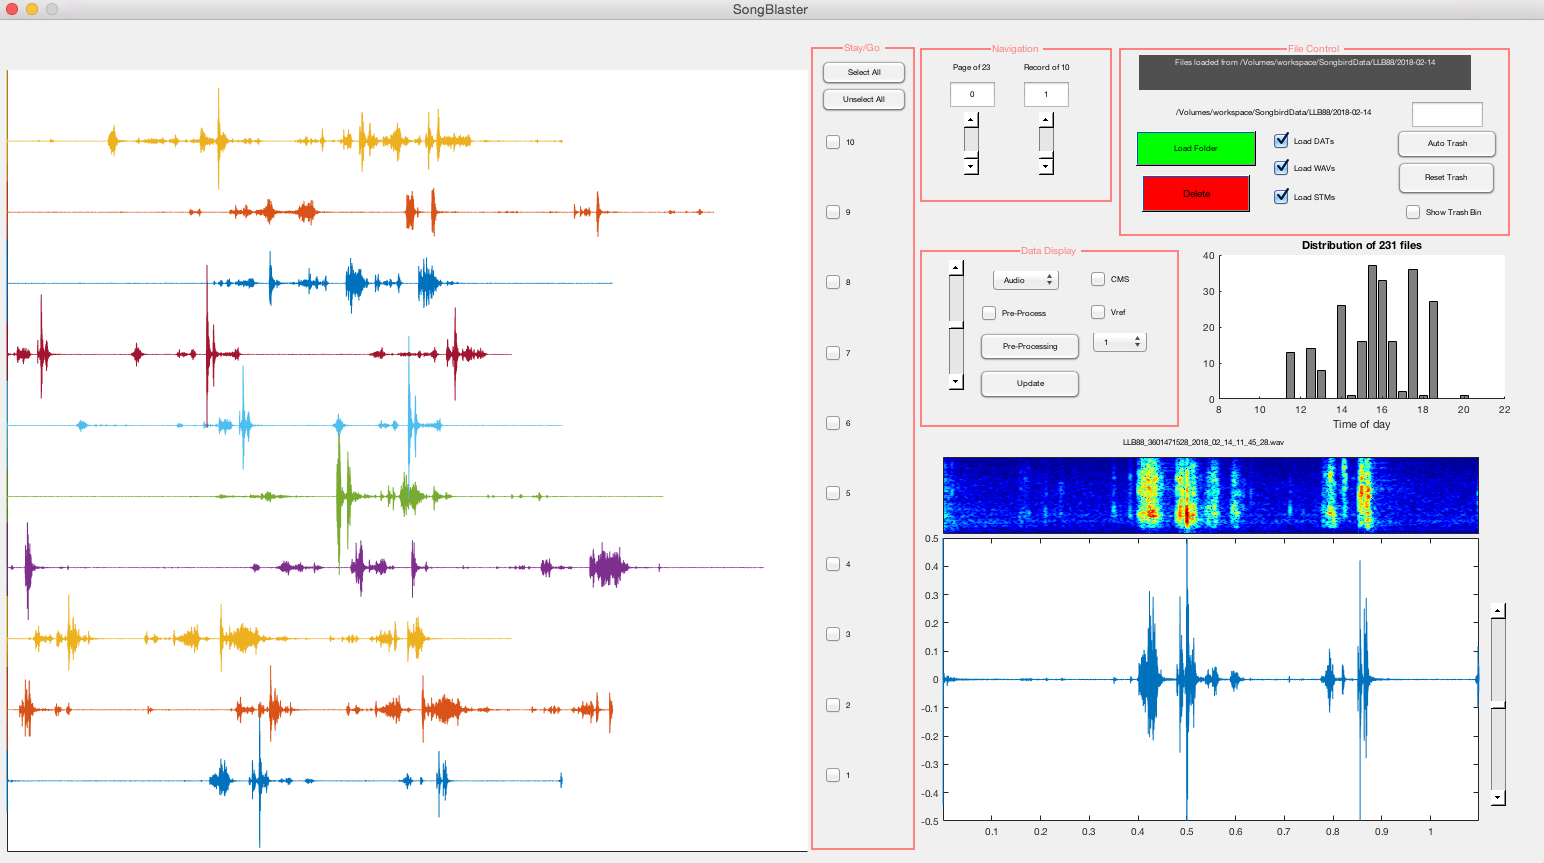 SongBlaster
Stay/Go
Select All
Unselect All
10
9
8
7
6
5
4
3
2
1
Navigation
Page of 23
Record of 10
0
1
File Control
Files loaded from /Volumes/workspace/SongbirdData/LLB88/2018-02-14
/Volumes/workspace/SongbirdData/LLB88/2018-02-14
Load Folder
Load DATs
Auto Trash
Load WAVs
Delete
Reset Trash
Load STMs
Show Trash Bin
Data Display
Audio
CMS
Pre-Process
Vref
Pre-Processing
1
Update
Distribution of 231 files
40
30
20
10
0
8 10 12 14 16 18 20 22
Time of day
LLB88_3601471528_2018_02_14_11_45_28.wav
0.5
0.4
0.3
0.2
0.1
0
-0.1
-0.2
-0.3
-0.4
-0.5
0.1 0.2 0.3 0.4 0.5 0.6 0.7 0.8 0.9 1